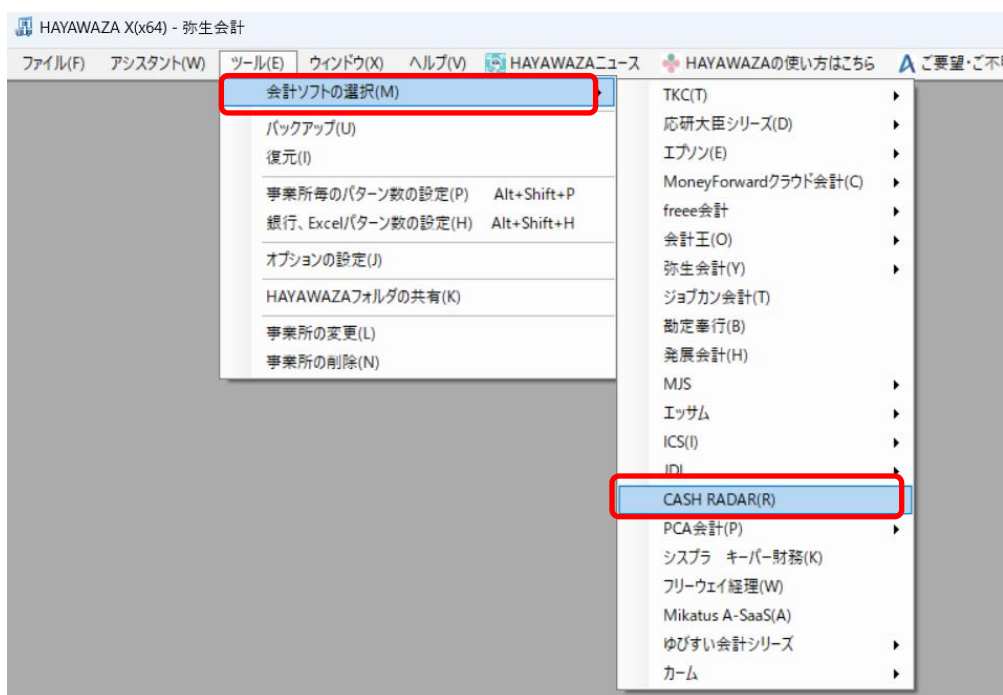 HAYAWAZA X(x64) - 弥生会計
ファイル(F) アシスタント(W) ツール(E) ウィンドウ(X) ヘルプ(V) HAYAWAZAニュース HAYAWAZAの使い方はこちら ご要望・ご不
会計ソフトの選択(M)
バックアップ(U)
復元(I)
事業所毎のパターン数の設定(P) Alt+Shift+P
銀行、Excelパターン数の設定(H) Alt+Shift+H
オプションの設定(J)
HAYAWAZAフォルダの共有(K)
事業所の変更(L)
事業所の削除(N)
TKC(T)
応研大臣シリーズ(D)
エプソン(E)
MoneyForwardクラウド会計(C)
freee会計
会計王(O)
弥生会計(Y)
ジョブカン会計(T)
勘定奉行(B)
発展会計(H)
MJS
エッサム
ICS(I)
JDL
CASH RADAR(R)
PCA会計(P)
シスプラ　キーパー財務(K)
フリーウェイ経理(W)
Mikatus A-SaaS(A)
ゆびすい会計シリーズ
カーム